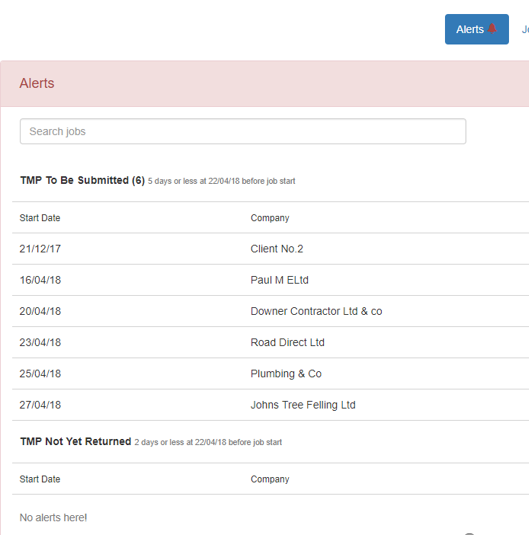 Alerts
Alerts
Search jobs
TMP To Be Submitted (6) 5 days or less at 22/04/18 before job start
Start Date Company
21/12/17 Client No.2
16/04/18 Paul M ELtd
20/04/18 Downer Contractor Ltd & co
23/04/18 Road Direct Ltd
25/04/18 Plumbing & Co
27/04/18 Johns Tree Felling Ltd
TMP Not Yet Returned 2 days or less at 22/04/18 before job start
Start Date Company
No alerts here!